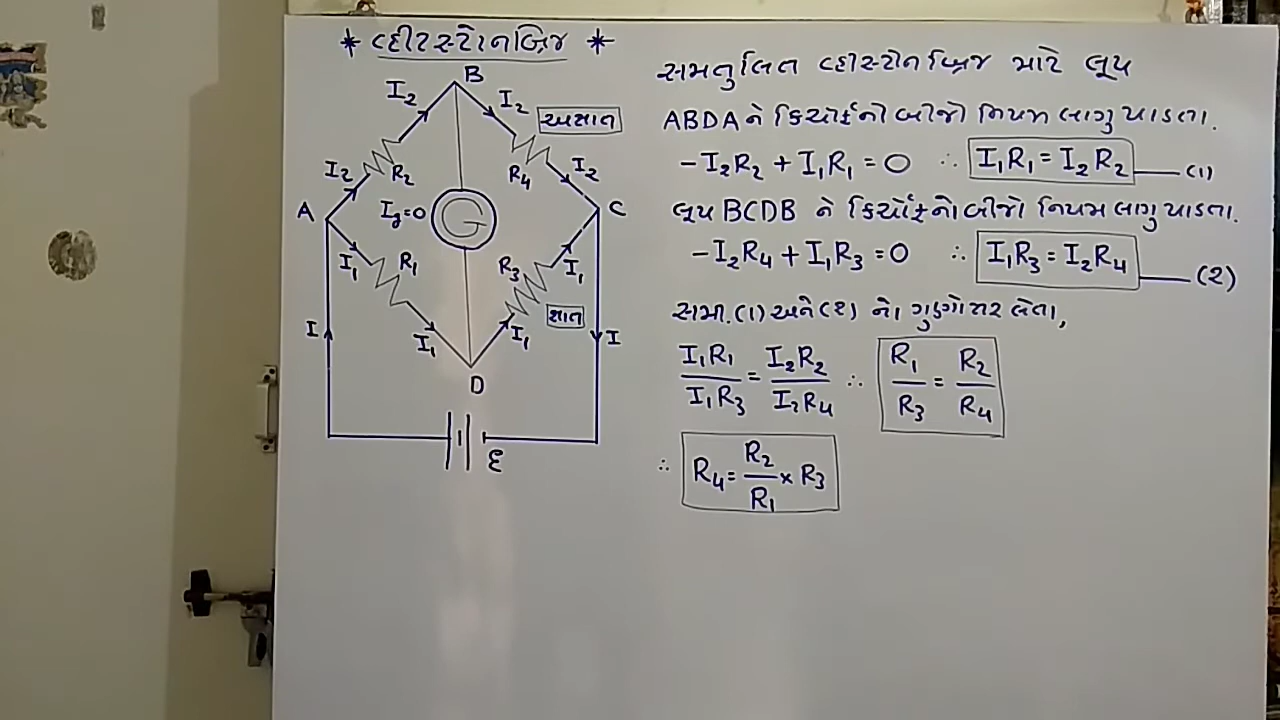 * વ્હીટસ્ટોનબ્રિજ *
B
I₂ I₂
અજ્ઞાત
I₂ R₂ R₄ I₂
A I_g=0 G C
I₁ R₁ R₃ I₁
જ્ઞાત
I I₁ I₁ I
D
ε
સમતુલિત વ્હીસ્ટોનબ્રિજ માટે લૂપ
ABDA ને કિર્ચોફનો બીજો નિયમ લાગુ પાડતા.
-I₂R₂ + I₁R₁ = 0 ∴ I₁R₁ = I₂R₂ —(1)
લૂપ BCDB ને કિર્ચોફનો બીજો નિયમ લાગુ પાડતા.
-I₂R₄ + I₁R₃ = 0 ∴ I₁R₃ = I₂R₄ —(2)
સમી. (1) અને (2) નો ગુણોત્તર લેતા,
I₁R₁/I₁R₃ = I₂R₂/I₂R₄ ∴ R₁/R₃ = R₂/R₄
∴ R₄ = R₂/R₁ × R₃